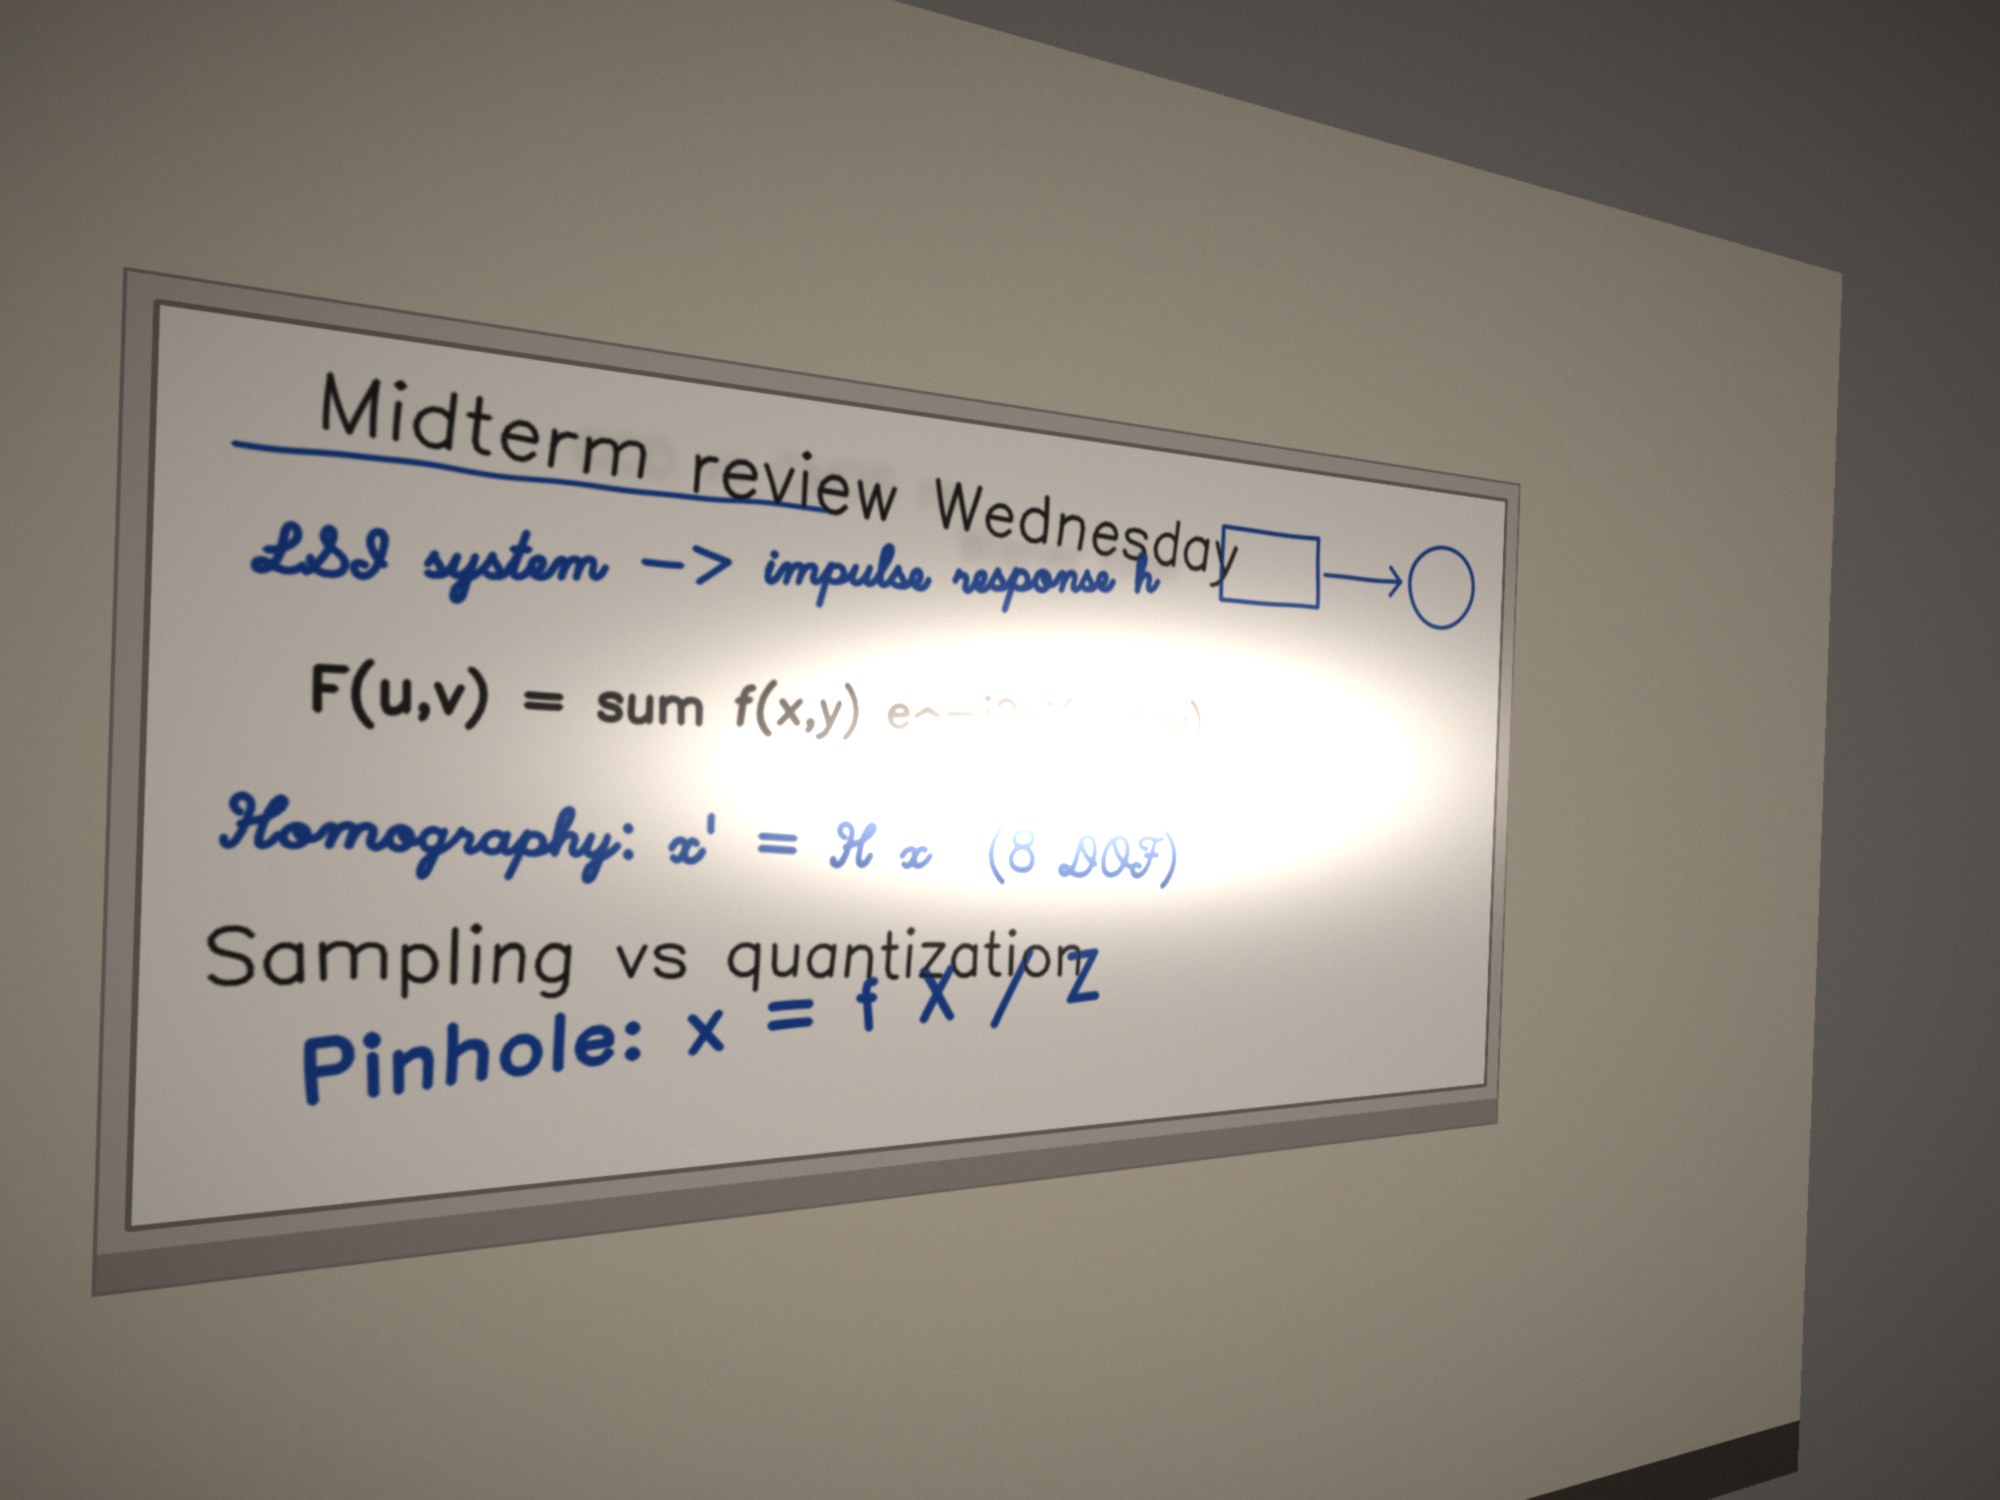 Midterm review Wednesday
LSI system -> impulse response h
F(u,v) = sum f(x,y)
Homography: x' = H x (8 DOF)
Sampling vs quantization
Pinhole: x = f X / Z